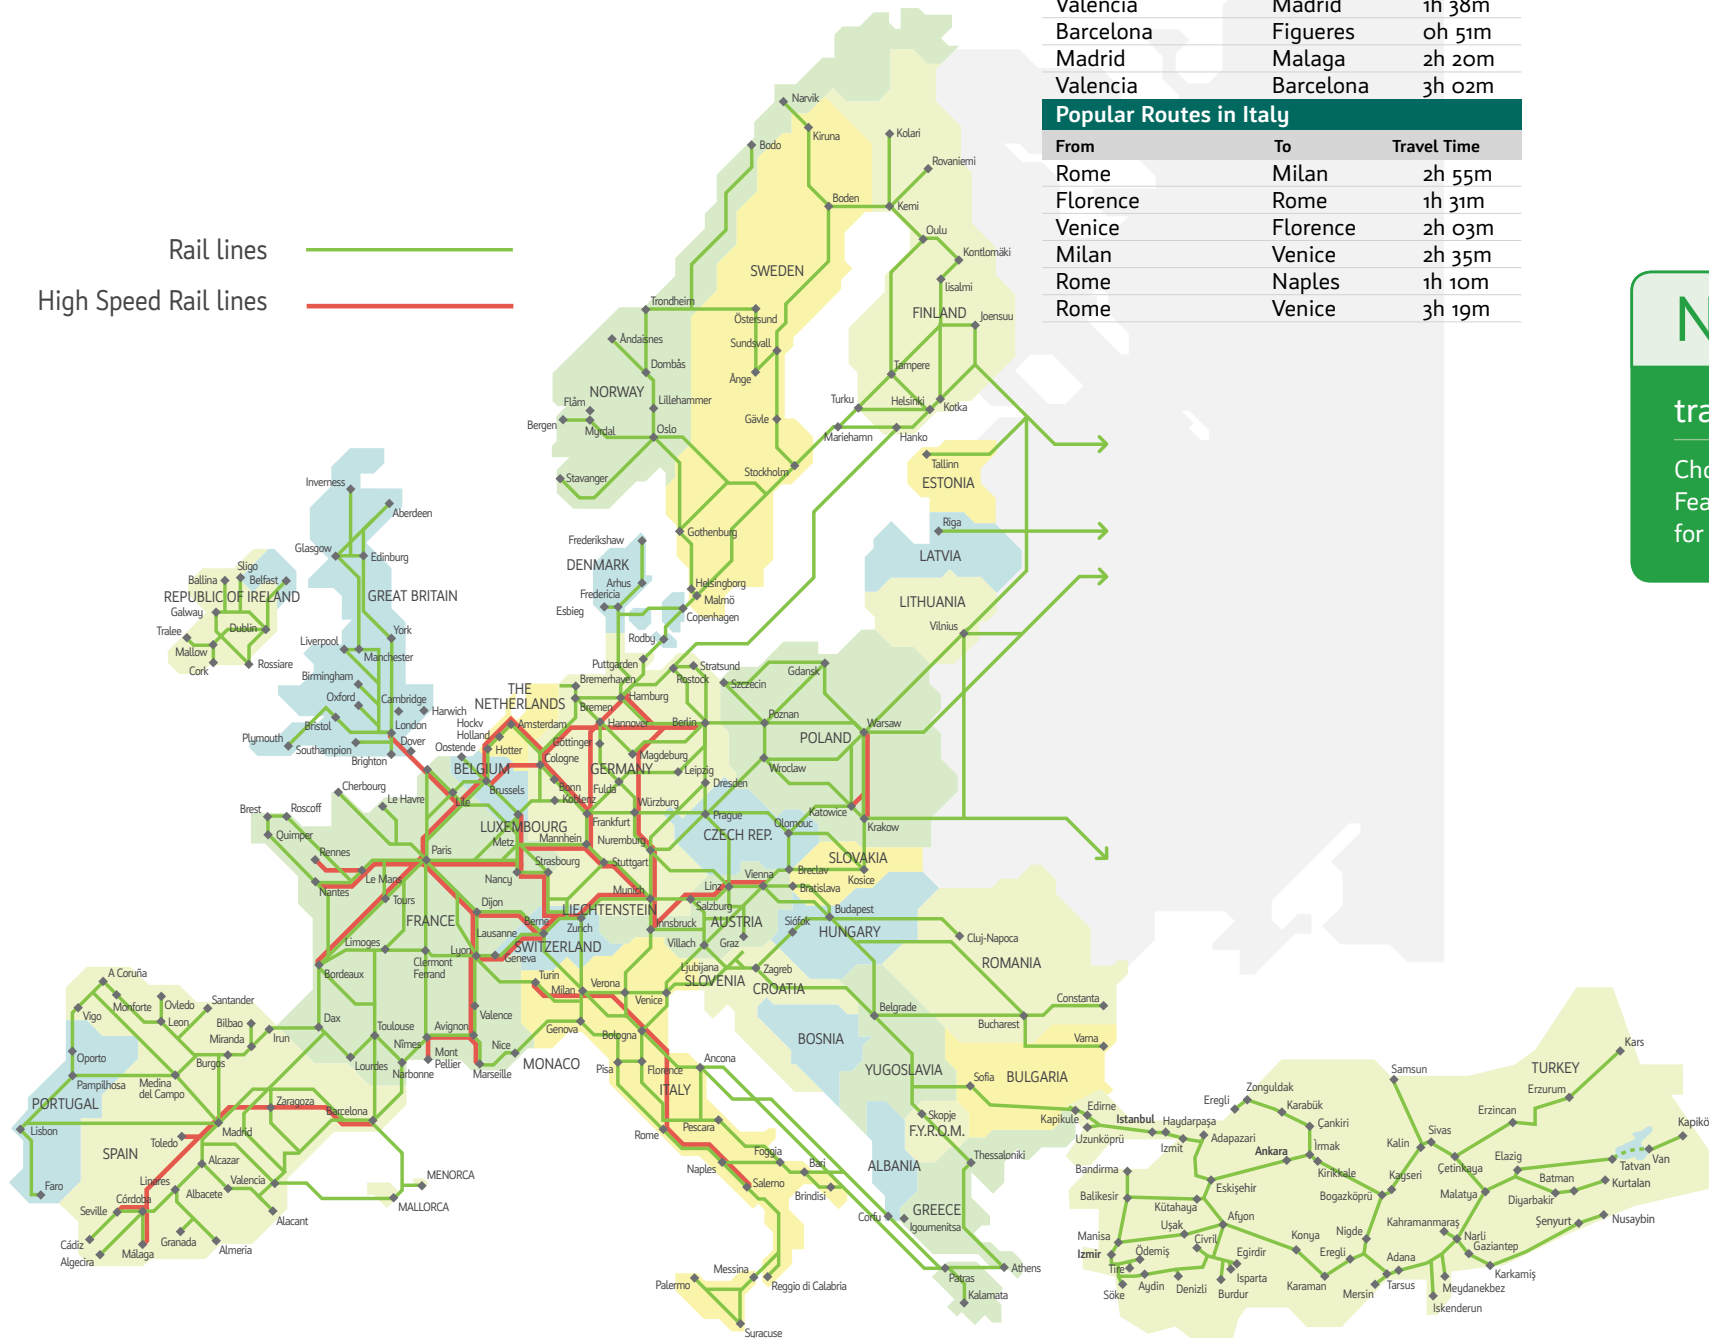 Valencia Madrid 1h 38m
Barcelona Figueres 0h 51m
Madrid Malaga 2h 20m
Valencia Barcelona 3h 02m
Popular Routes in Italy
From To Travel Time
Rome Milan 2h 55m
Florence Rome 1h 31m
Venice Florence 2h 03m
Milan Venice 2h 35m
Rome Naples 1h 10m
Rome Venice 3h 19m
Rail lines
High Speed Rail lines
Narvik
Kiruna
Kolari
Bodo
Rovaniemi
Boden
Kemi
Oulu
Kontlomäki
SWEDEN
Iisalmi
Trondheim
Östersund
FINLAND
Joensuu
Åndaisnes
Sundsvall
Dombås
Ånge
Tampere
NORWAY
Flåm
Lillehammer
Turku
Helsinki
Kotka
Bergen
Myrdal
Oslo
Gävle
Mariehamn
Hanko
Stockholm
Tallinn
Stavanger
ESTONIA
Inverness
Aberdeen
Gothenburg
Riga
Glasgow
Edinburg
Frederikshaw
LATVIA
Sligo
DENMARK
Ballina
Belfast
Arhus
Helsingborg
REPUBLIC OF IRELAND
GREAT BRITAIN
Fredericia
Malmö
LITHUANIA
Galway
Esbieg
Copenhagen
Tralee
Dublin
York
Vilnius
Liverpool
Rodby
Mallow
Manchester
Cork
Rossiare
Puttgarden
Stratsund
Gdansk
Birmingham
Bremerhaven
Rostock
Szczecin
THE
NETHERLANDS
Oxford
Cambridge
Harwich
Hamburg
Bremen
Bristol
London
Hockv
Holland
Amsterdam
Hannover
Berlin
Poznan
Warsaw
Plymouth
Southampion
Dover
Oostende
Hotter
Göttinger
POLAND
Brighton
Cologne
Magdeburg
BELGIUM
GERMANY
Leipzig
Wroclaw
Cherbourg
Brussels
Bonn
Fulda
Dresden
Le Havre
Lile
Koblenz
Würzburg
Katowice
Brest
Roscoff
LUXEMBOURG
Frankfurt
Prague
Olomouc
Krakow
Quimper
Metz
Mannhein
Nuremburg
CZECH REP.
Rennes
Paris
Strasbourg
Stuttgart
SLOVAKIA
Le Mans
Nancy
Linz
Vienna
Breclav
Kosice
Nantes
Tours
Munich
Bratislava
Dijon
LIECHTENSTEIN
Salzburg
FRANCE
Berne
Zurich
Innsbruck
AUSTRIA
Siófok
Budapest
Lausanne
SWITZERLAND
HUNGARY
Limoges
Lyon
Geneva
Villach
Graz
Cluj-Napoca
Clermont
Ferrand
Ljubijana
Zagreb
ROMANIA
A Coruña
Bordeaux
Turin
Verona
SLOVENIA
CROATIA
Milan
Venice
Monforte
Ovledo
Santander
Constanta
Vigo
Leon
Bilbao
Dax
Valence
Belgrade
Bucharest
Miranda
Irun
Toulouse
Avignon
Genova
Bologna
BOSNIA
Varna
Oporto
Nîmes
Nice
Burgos
Lourdes
Mont
Pellier
MONACO
Ancona
Kars
Narbonne
Marseille
Pisa
Florence
YUGOSLAVIA
Samsun
TURKEY
Pampilhosa
Medina
del Campo
ITALY
Sofia
BULGARIA
Zonguldak
Erzurum
PORTUGAL
Zaragoza
Barcelona
Edirne
Eregli
Karabük
Erzincan
Lisbon
Madrid
Pescara
Skopje
Kapikule
Istanbul
Haydarpaşa
Çankiri
Kapikö
Toledo
Rome
F.Y.R.O.M.
Uzunköprü
Adapazari
Sivas
SPAIN
Foggia
Izmit
Ankara
Irmak
Kalin
Alcazar
Naples
Bari
ALBANIA
Thessaloniki
Bandirma
Kirikkale
Çetinkaya
Elazig
Van
Tatvan
MENORCA
Kayseri
Batman
Linares
Valencia
Salerno
Brindisi
Balikesir
Eskişehir
Bogazköprü
Malatya
Kurtalan
Faro
Albacete
MALLORCA
Diyarbakir
Córdoba
Kütahaya
Seville
Alacant
Corfu
GREECE
Igoumenitsa
Uşak
Afyon
Kahramanmaraş
Şenyurt
Nusaybin
Manisa
Konya
Nigde
Narli
Cádiz
Granada
Almeria
Izmir
Ödemiş
Civril
Egirdir
Eregli
Adana
Gaziantep
Algecira
Málaga
Messina
Athens
Tire
Isparta
Karkamiş
Palermo
Reggio di Calabria
Patras
Aydin
Denizli
Karaman
Tarsus
Meydanekbez
Kalamata
Söke
Burdur
Mersin
Iskenderun
Syracuse
N
tra
Cho
Fea
for